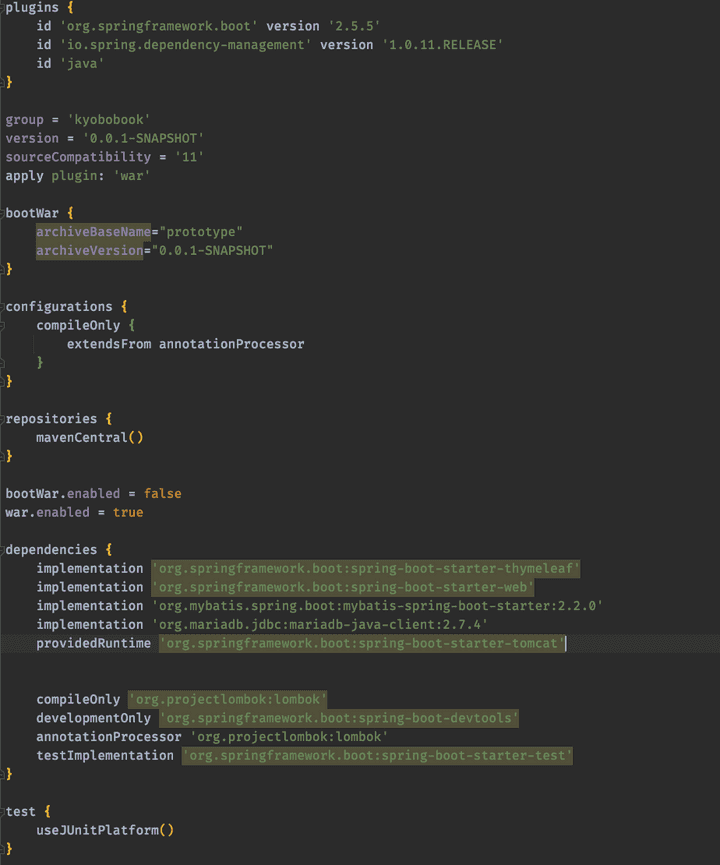 plugins {
    id 'org.springframework.boot' version '2.5.5'
    id 'io.spring.dependency-management' version '1.0.11.RELEASE'
    id 'java'
}

group = 'kyobobook'
version = '0.0.1-SNAPSHOT'
sourceCompatibility = '11'
apply plugin: 'war'

bootWar {
    archiveBaseName="prototype"
    archiveVersion="0.0.1-SNAPSHOT"
}

configurations {
    compileOnly {
        extendsFrom annotationProcessor
    }
}

repositories {
    mavenCentral()
}

bootWar.enabled = false
war.enabled = true

dependencies {
    implementation 'org.springframework.boot:spring-boot-starter-thymeleaf'
    implementation 'org.springframework.boot:spring-boot-starter-web'
    implementation 'org.mybatis.spring.boot:mybatis-spring-boot-starter:2.2.0'
    implementation 'org.mariadb.jdbc:mariadb-java-client:2.7.4'
    providedRuntime 'org.springframework.boot:spring-boot-starter-tomcat'


    compileOnly 'org.projectlombok:lombok'
    developmentOnly 'org.springframework.boot:spring-boot-devtools'
    annotationProcessor 'org.projectlombok:lombok'
    testImplementation 'org.springframework.boot:spring-boot-starter-test'
}

test {
    useJUnitPlatform()
}